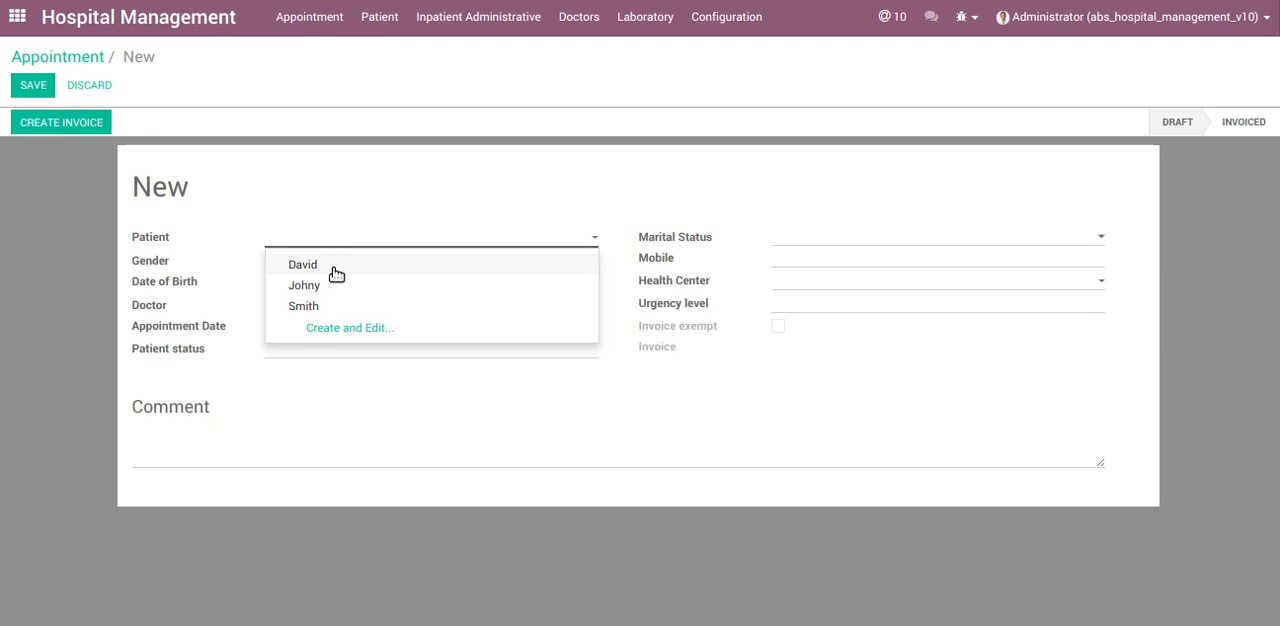 Hospital Management Appointment Patient Inpatient Administrative Doctors Laboratory Configuration @ 10 Administrator (abs_hospital_management_v10)
Appointment / New
SAVE DISCARD
CREATE INVOICE DRAFT INVOICED
New
Patient Marital Status
Gender David Mobile
Date of Birth Johny Health Center
Doctor Smith Urgency level
Appointment Date Create and Edit... Invoice exempt
Patient status Invoice
Comment